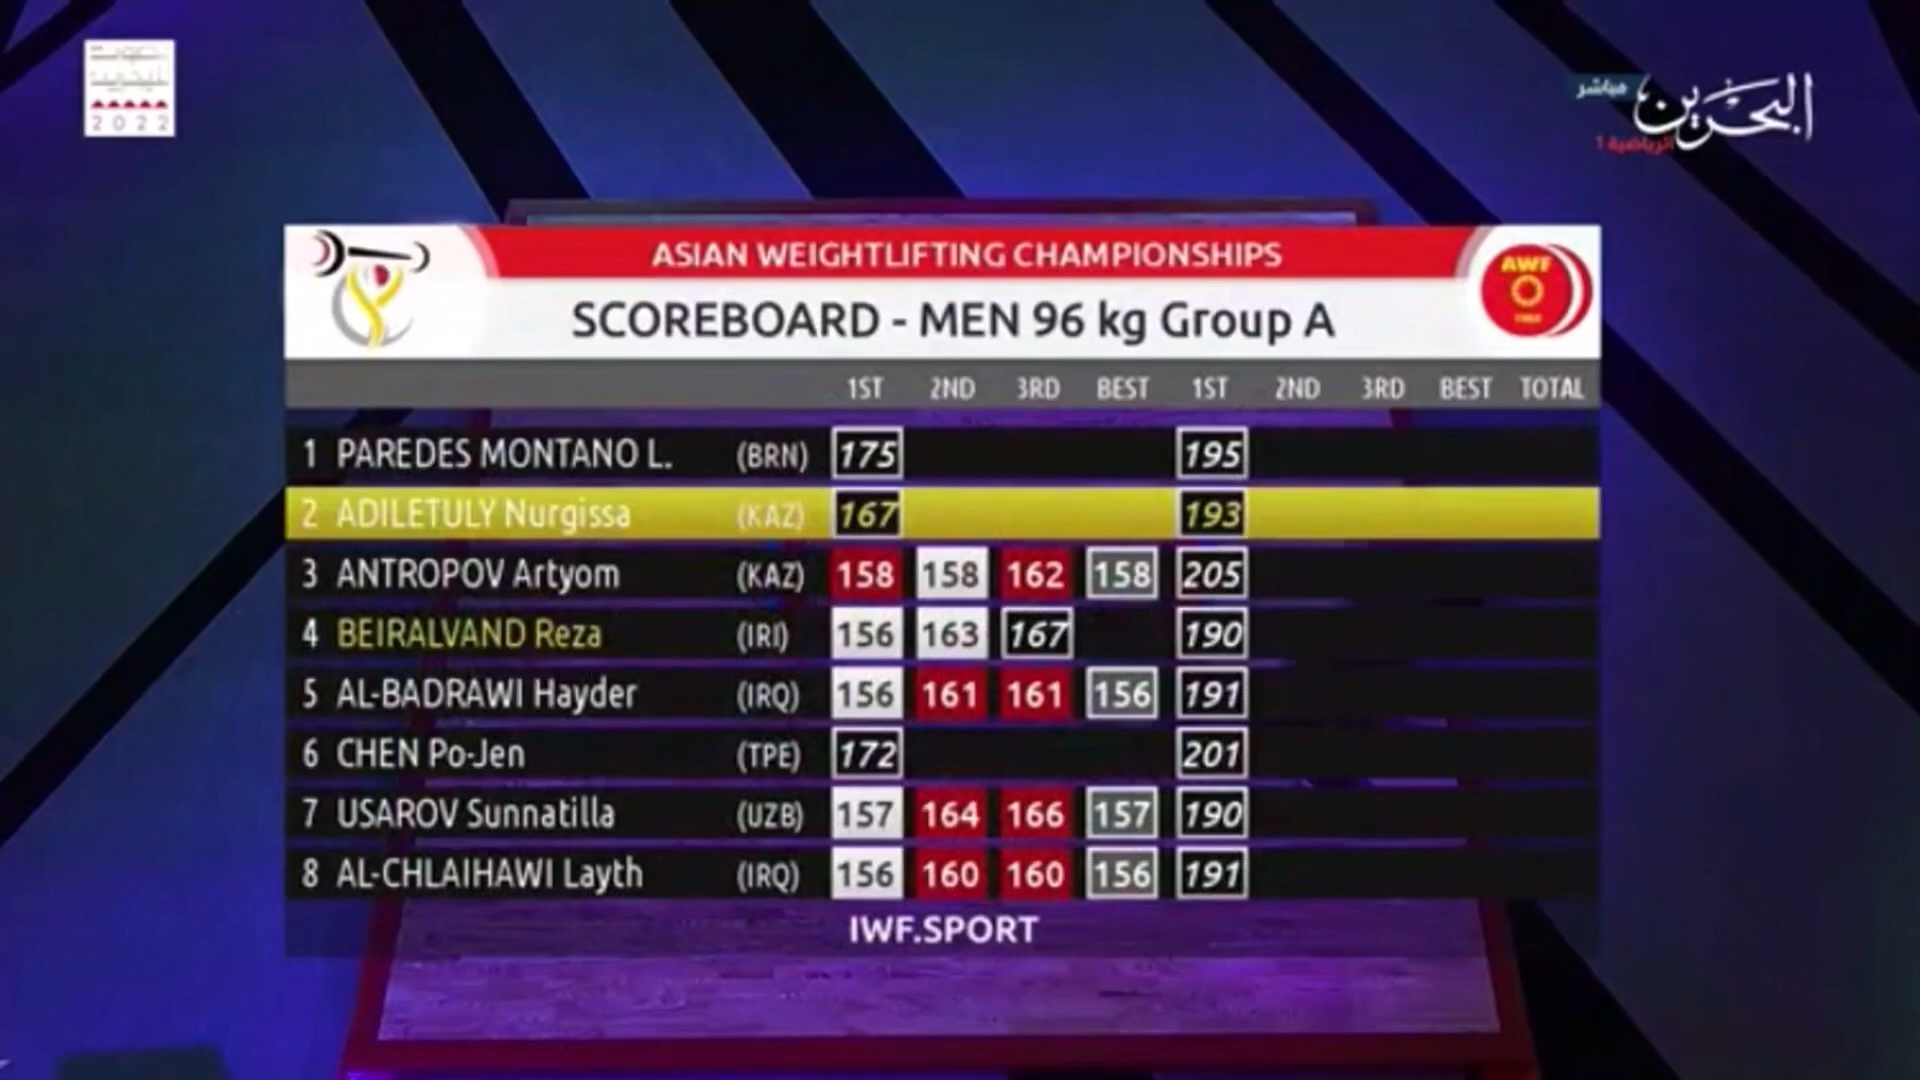 2022
مباشر
البحرين
الرياضية 1
ASIAN WEIGHTLIFTING CHAMPIONSHIPS
AWF
SCOREBOARD - MEN 96 kg Group A
1ST 2ND 3RD BEST 1ST 2ND 3RD BEST TOTAL
1 PAREDES MONTANO L. (BRN) 175 195
2 ADILETULY Nurgissa (KAZ) 167 193
3 ANTROPOV Artyom (KAZ) 158 158 162 158 205
4 BEIRALVAND Reza (IRI) 156 163 167 190
5 AL-BADRAWI Hayder (IRQ) 156 161 161 156 191
6 CHEN Po-Jen (TPE) 172 201
7 USAROV Sunnatilla (UZB) 157 164 166 157 190
8 AL-CHLAIHAWI Layth (IRQ) 156 160 160 156 191
IWF.SPORT